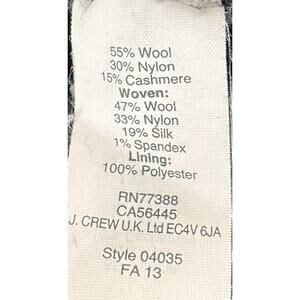 55% Wool
30% Nylon
15% Cashmere
Woven:
47% Wool
33% Nylon
19% Silk
1% Spandex
Lining:
100% Polyester
RN77388
CA56445
J. CREW U.K. Ltd EC4V 6JA
Style 04035
FA 13